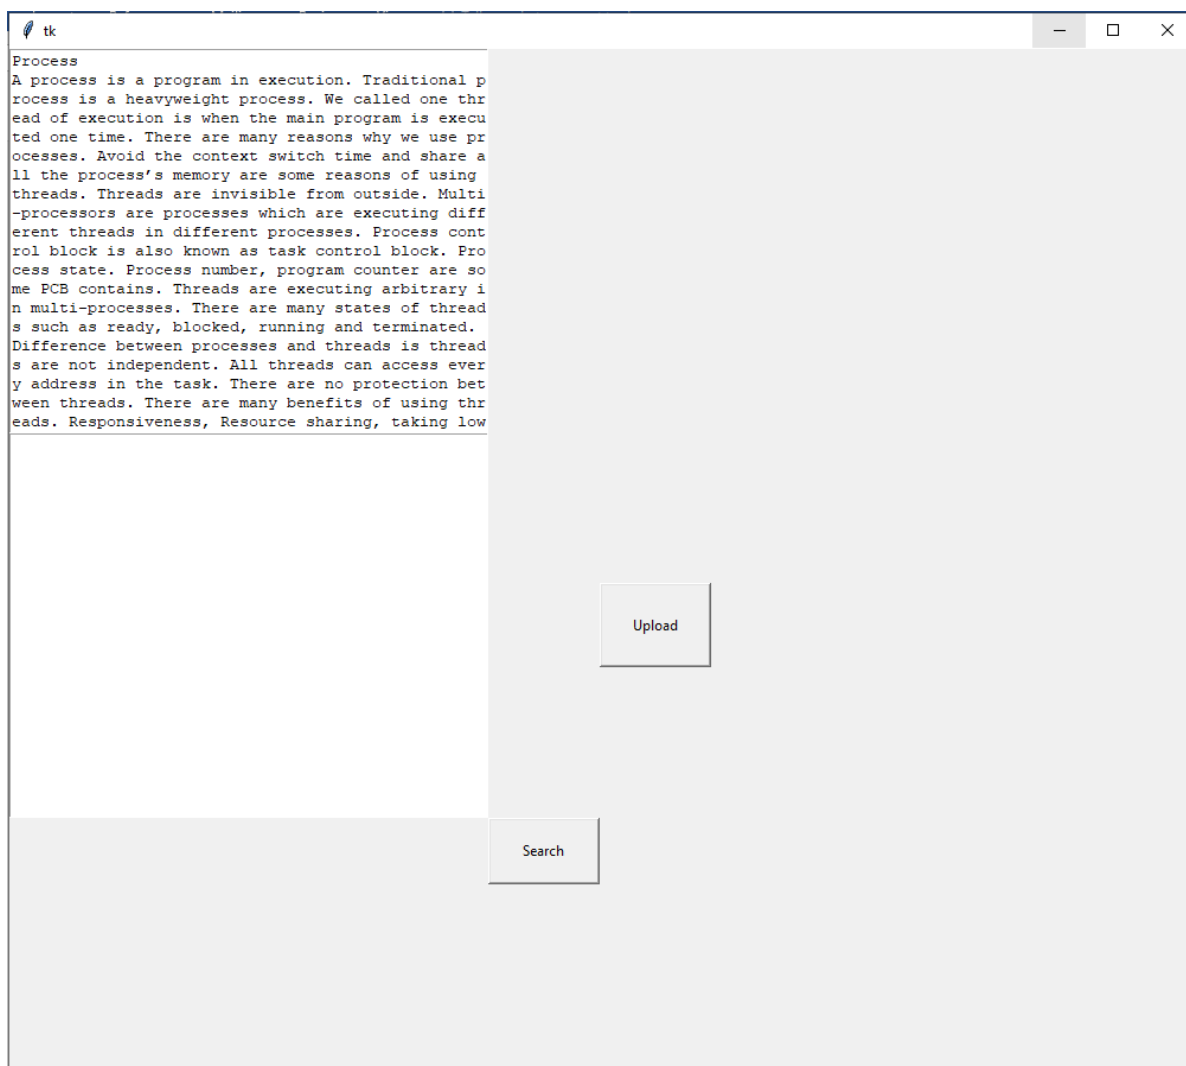 tk
Process
A process is a program in execution. Traditional p
rocess is a heavyweight process. We called one thr
ead of execution is when the main program is execu
ted one time. There are many reasons why we use pr
ocesses. Avoid the context switch time and share a
ll the process’s memory are some reasons of using
threads. Threads are invisible from outside. Multi
-processors are processes which are executing diff
erent threads in different processes. Process cont
rol block is also known as task control block. Pro
cess state. Process number, program counter are so
me PCB contains. Threads are executing arbitrary i
n multi-processes. There are many states of thread
s such as ready, blocked, running and terminated.
Difference between processes and threads is thread
s are not independent. All threads can access ever
y address in the task. There are no protection bet
ween threads. There are many benefits of using thr
eads. Responsiveness, Resource sharing, taking low
Upload
Search